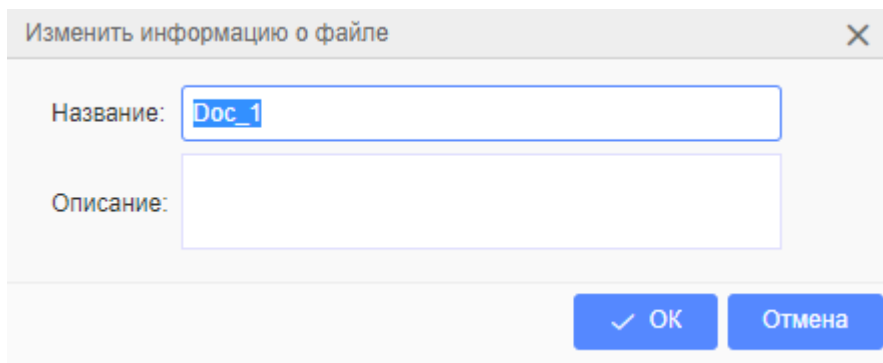 Изменить информацию о файле
Название: Doc_1
Описание:
OK Отмена